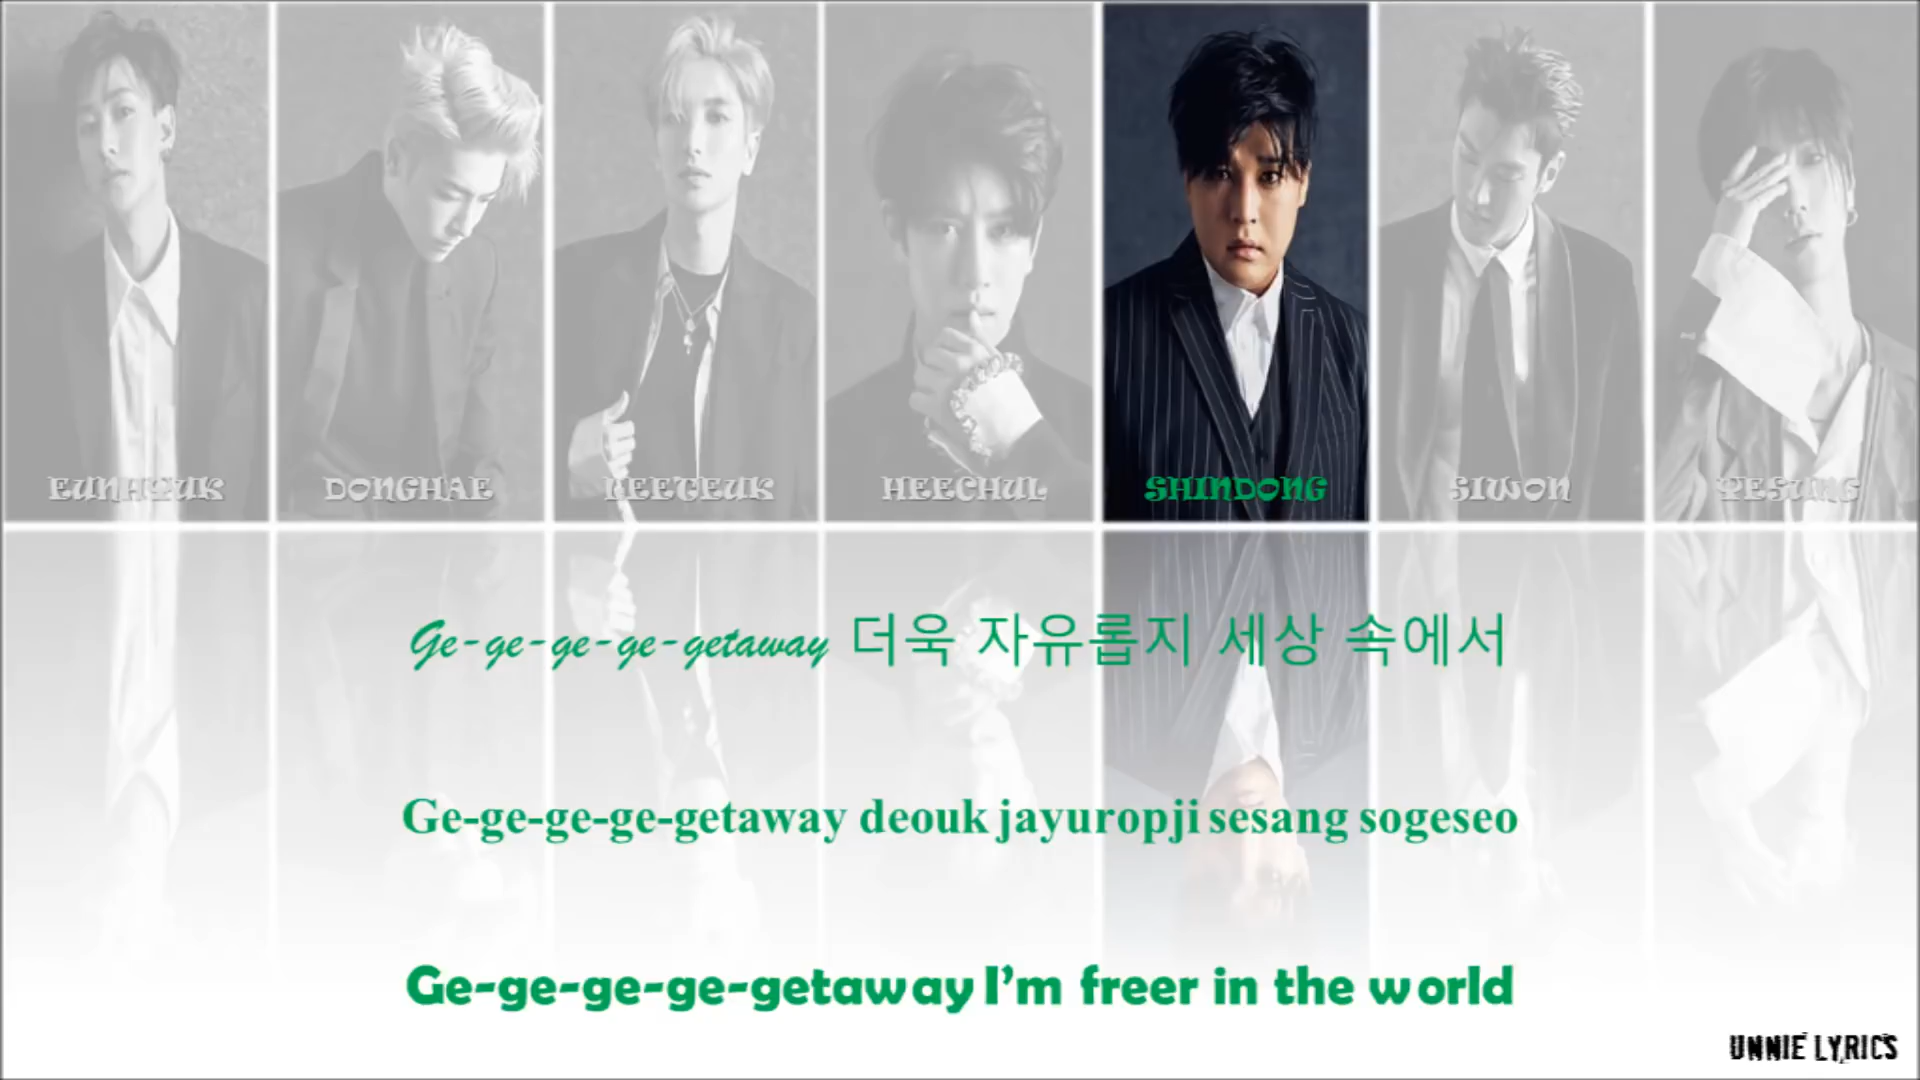 EUNHYUK DONGHAE LEETEUK HEECHUL SHINDONG SIWON YESUNG
Ge-ge-ge-ge-getaway 더욱 자유롭지 세상 속에서
Ge-ge-ge-ge-getaway deouk jayuropji sesang sogeseo
Ge-ge-ge-ge-getaway I'm freer in the world
UNNIE LYRICS